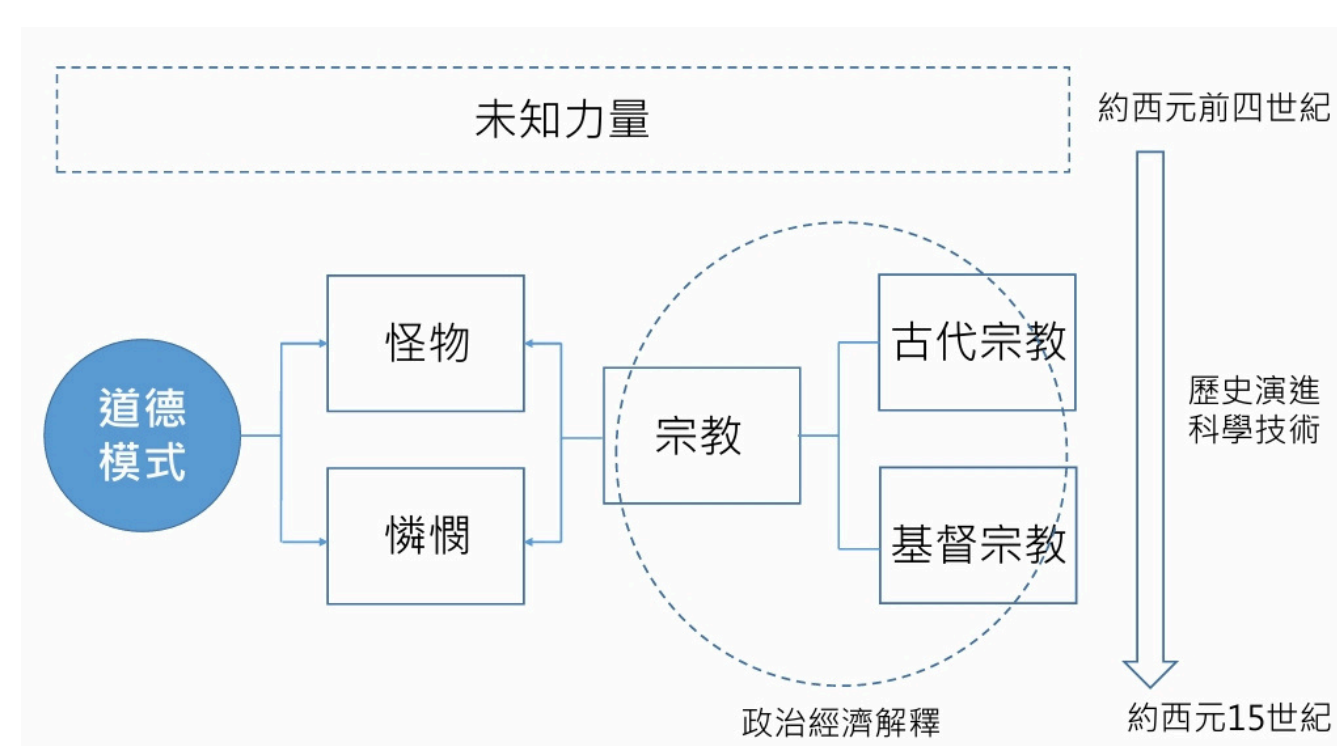 未知力量
約西元前四世紀
怪物
古代宗教
道德
模式
宗教
歷史演進
科學技術
憐憫
基督宗教
政治經濟解釋
約西元15世紀